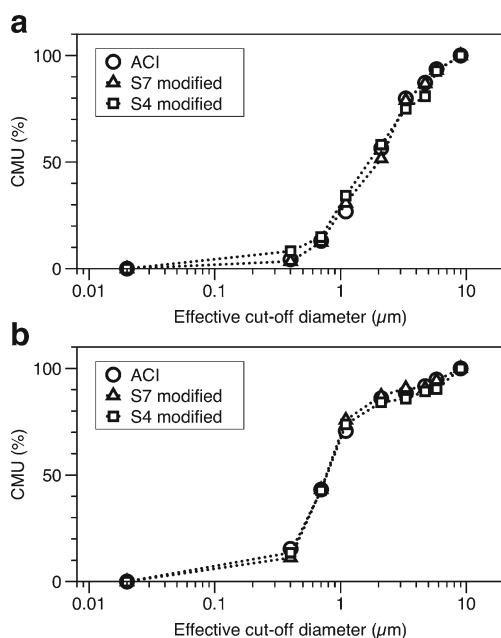 a
100
50
0
CMU (%)
ACI
S7 modified
S4 modified
0.01 0.1 1 10
Effective cut-off diameter (µm)
b
100
50
0
CMU (%)
ACI
S7 modified
S4 modified
0.01 0.1 1 10
Effective cut-off diameter (µm)